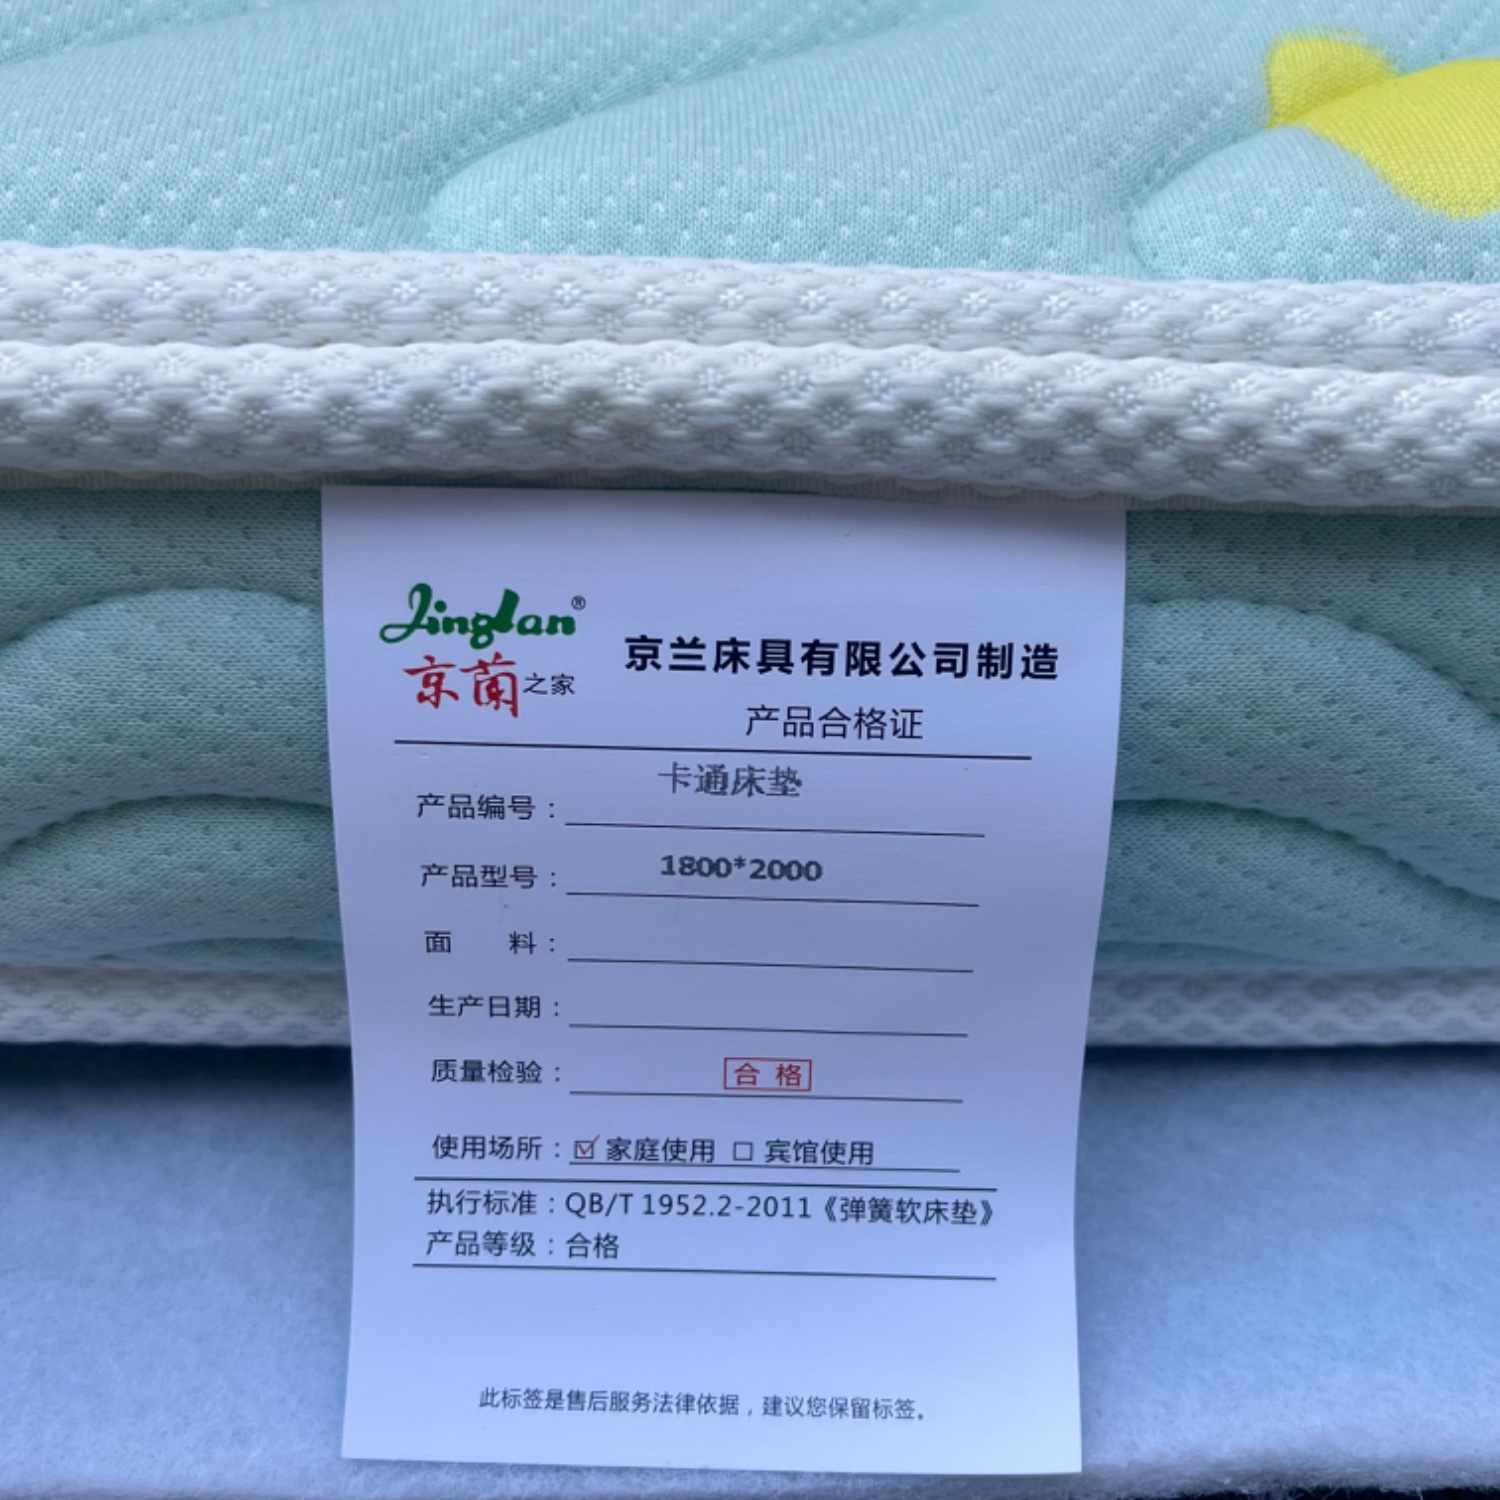 Jinglan®
京蘭之家
京兰床具有限公司制造
产品合格证
产品编号：卡通床垫
产品型号：1800*2000
面 料：
生产日期：
质量检验：合格
使用场所：☑家庭使用 □ 宾馆使用
执行标准：QB/T 1952.2-2011《弹簧软床垫》
产品等级：合格
此标签是售后服务法律依据，建议您保留标签。